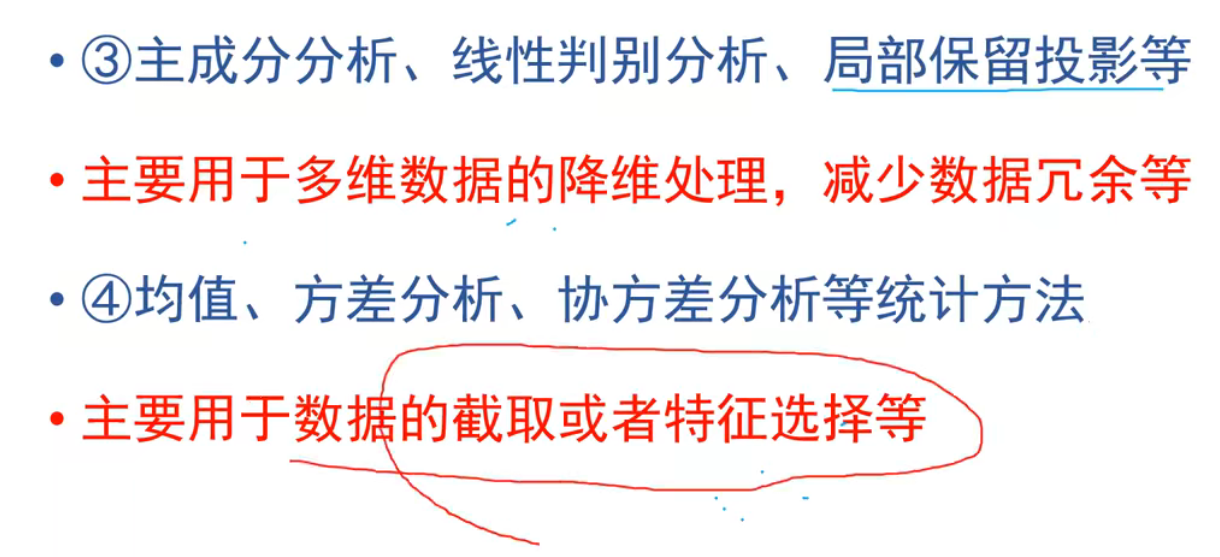 • ③主成分分析、线性判别分析、局部保留投影等
• 主要用于多维数据的降维处理，减少数据冗余等
• ④均值、方差分析、协方差分析等统计方法
• 主要用于数据的截取或者特征选择等